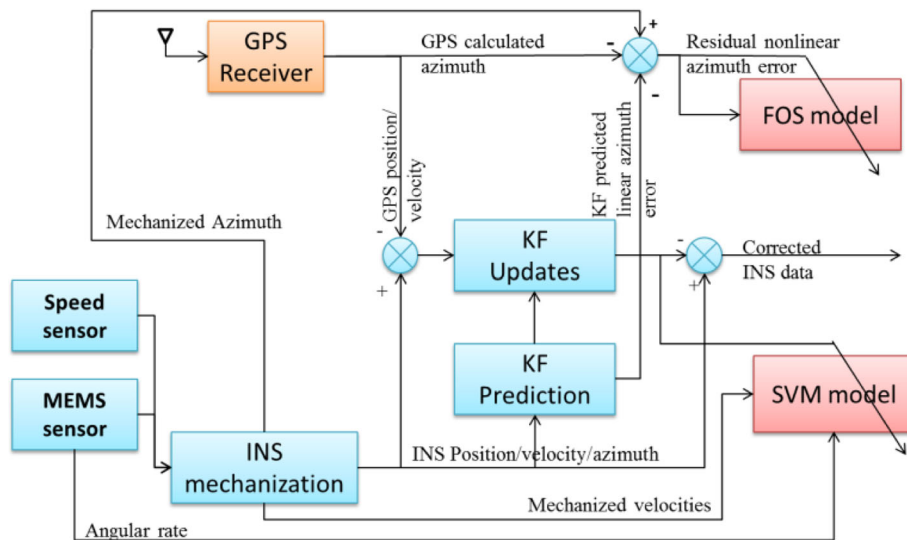 +
GPS
Receiver
GPS calculated
azimuth
-
Residual nonlinear
azimuth error
-
FOS model
GPS position/
velocity
KF predicted
linear azimuth
error
Mechanized Azimuth
-
KF
Updates
-
Corrected
INS data
+
+
Speed
sensor
KF
Prediction
MEMS
sensor
SVM model
INS
mechanization
INS Position/velocity/azimuth
Mechanized velocities
Angular rate